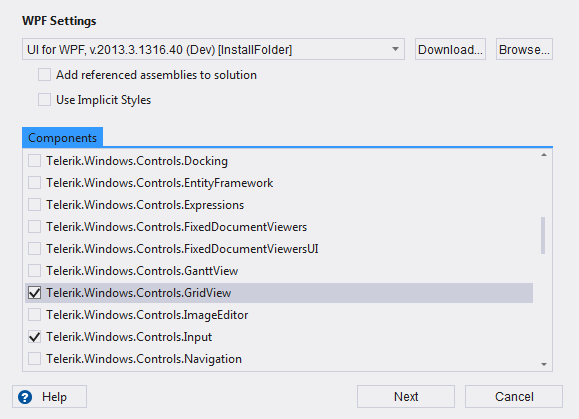 WPF Settings
UI for WPF, v.2013.3.1316.40 (Dev) [InstallFolder]
Download...
Browse...
Add referenced assemblies to solution
Use Implicit Styles
Components
Telerik.Windows.Controls.Docking
Telerik.Windows.Controls.EntityFramework
Telerik.Windows.Controls.Expressions
Telerik.Windows.Controls.FixedDocumentViewers
Telerik.Windows.Controls.FixedDocumentViewersUI
Telerik.Windows.Controls.GanttView
Telerik.Windows.Controls.GridView
Telerik.Windows.Controls.ImageEditor
Telerik.Windows.Controls.Input
Telerik.Windows.Controls.Navigation
? Help
Next
Cancel